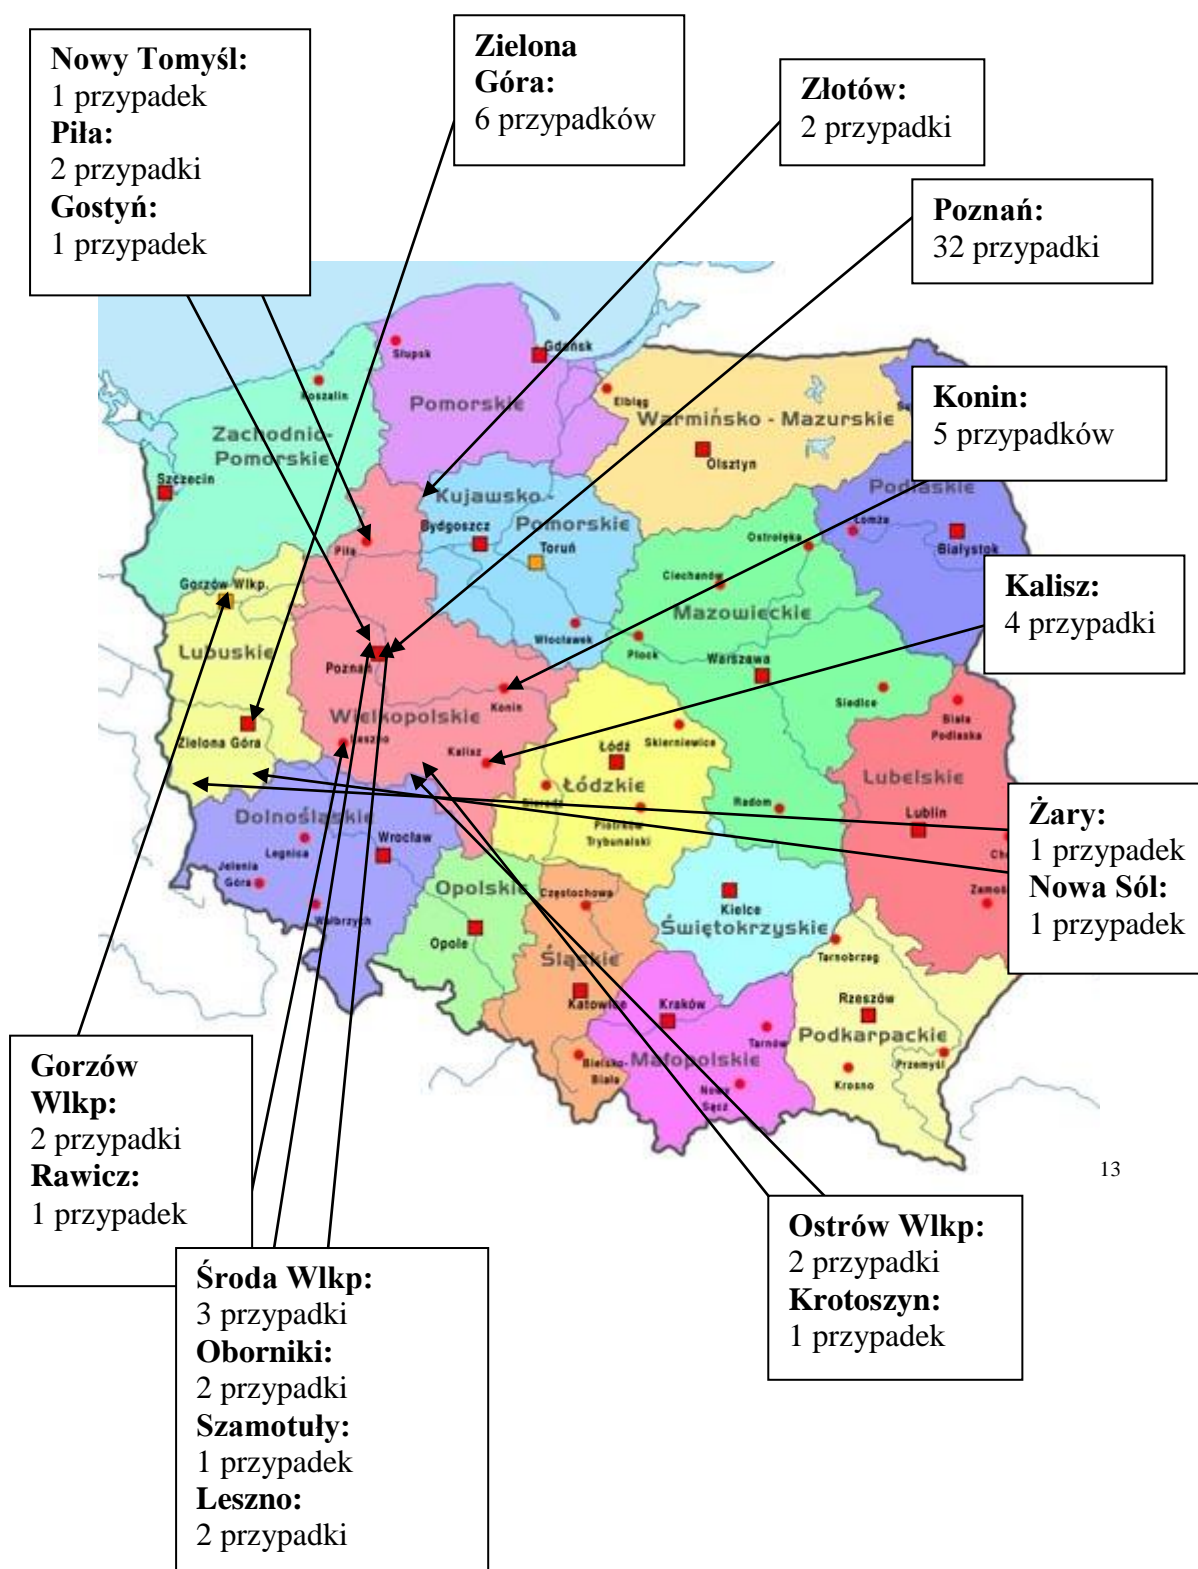 Nowy Tomyśl:
1 przypadek
Piła:
2 przypadki
Gostyń:
1 przypadek
Zielona
Góra:
6 przypadków
Złotów:
2 przypadki
Poznań:
32 przypadki
Konin:
5 przypadków
Kalisz:
4 przypadki
Żary:
1 przypadek
Nowa Sól:
1 przypadek
Gorzów
Wlkp:
2 przypadki
Rawicz:
1 przypadek
Środa Wlkp:
3 przypadki
Oborniki:
2 przypadki
Szamotuły:
1 przypadek
Leszno:
2 przypadki
Ostrów Wlkp:
2 przypadki
Krotoszyn:
1 przypadek
13
Słupsk
Gdańsk
Koszalin
Pomorskie
Elbląg
Warmińsko - Mazurskie
Olsztyn
Zachodnio-
Pomorskie
Szczecin
Kujawsko-
Pomorskie
Bydgoszcz
Toruń
Włocławek
Podlaskie
Łomża
Białystok
Ostrołęka
Ciechanów
Mazowieckie
Płock
Warszawa
Siedlce
Radom
Piła
Gorzów Wlkp.
Lubuskie
Zielona Góra
Poznań
Wielkopolskie
Konin
Leszno
Kalisz
Łódź
Skierniewice
Łódzkie
Sieradz
Piotrków
Trybunalski
Biała
Podlaska
Lubelskie
Lublin
Ch
Zamoś
Dolnośląskie
Legnica
Wrocław
Jelenia
Góra
Wałbrzych
Opolskie
Opole
Częstochowa
Śląskie
Katowice
Bielsko-
Biała
Kielce
Świętokrzyskie
Kraków
Małopolskie
Tarnów
Nowy
Sącz
Tarnobrzeg
Rzeszów
Podkarpackie
Przemyśl
Krosno